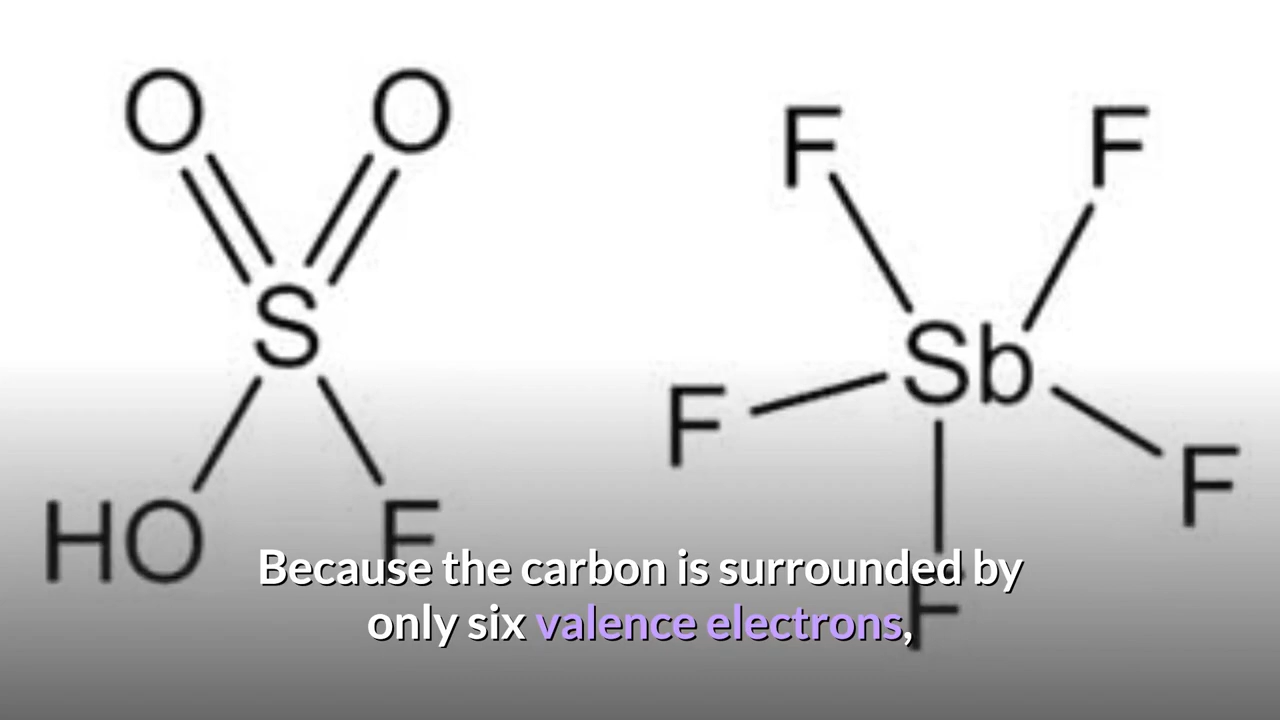 O O
S
HO F
F F
Sb
F F
F
Because the carbon is surrounded by
only six valence electrons,